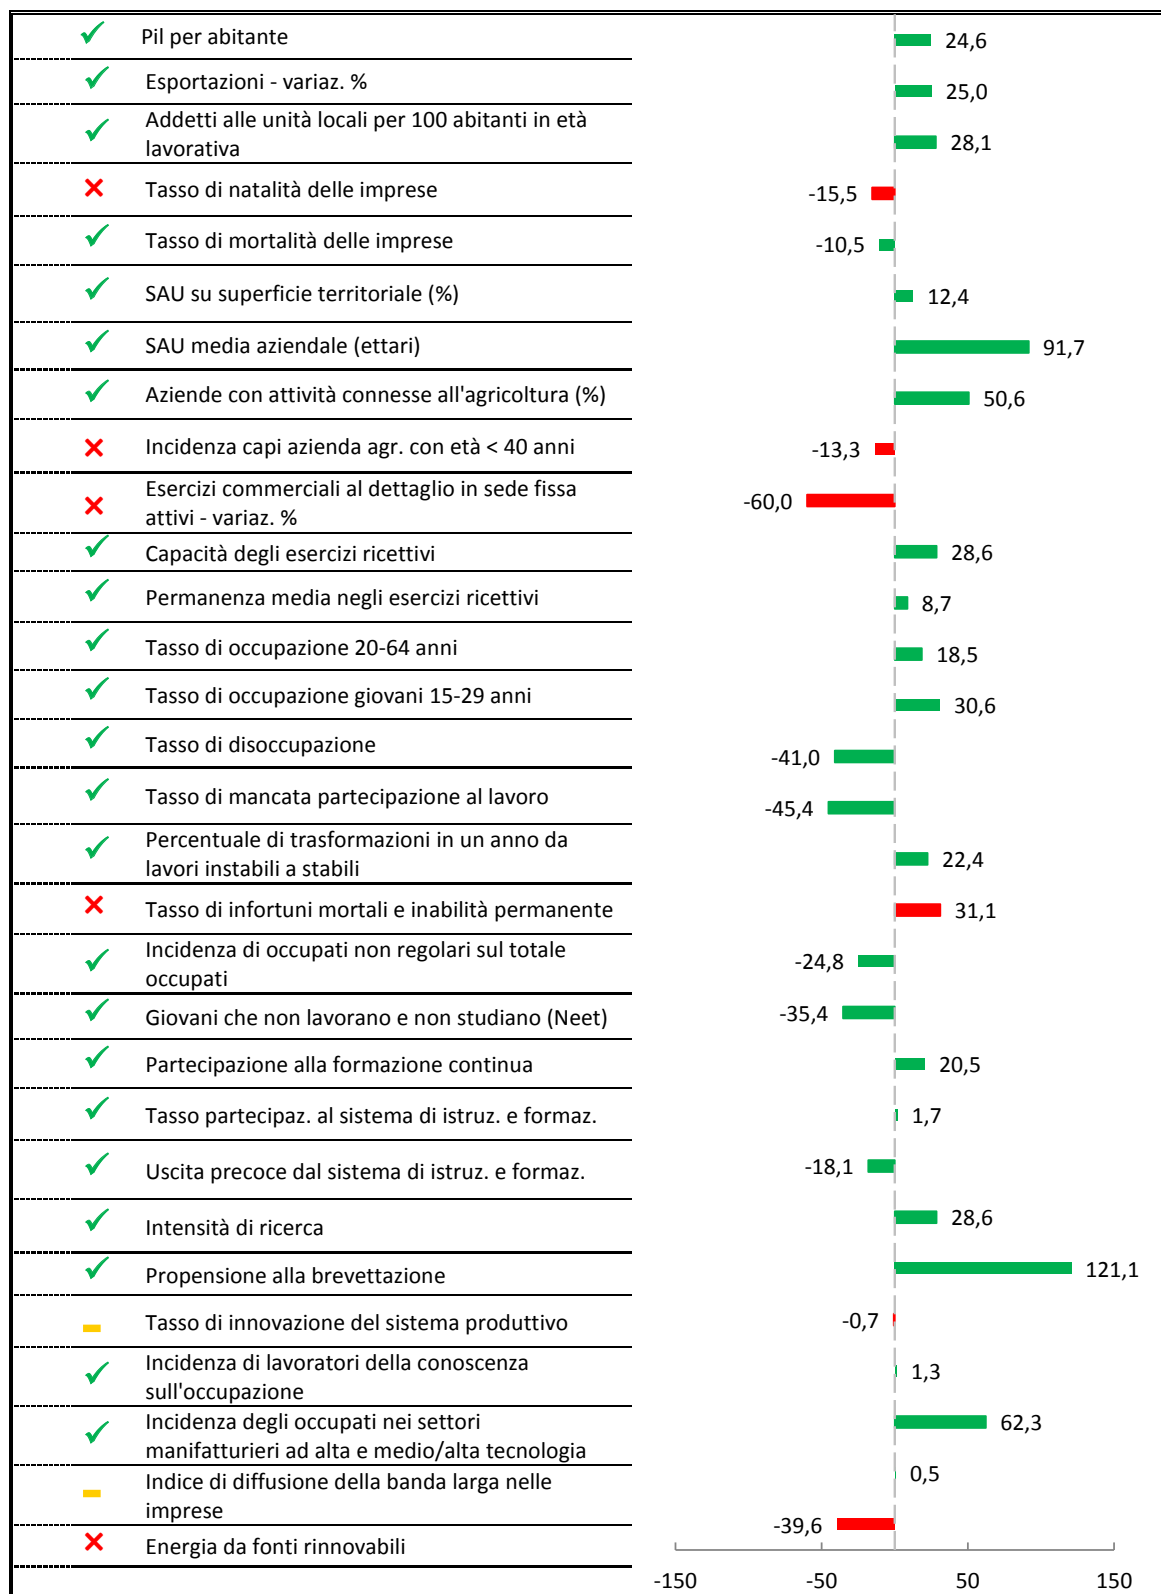 Pil per abitante
24,6
Esportazioni - variaz. %
25,0
Addetti alle unità locali per 100 abitanti in età
lavorativa
28,1
Tasso di natalità delle imprese
-15,5
Tasso di mortalità delle imprese
-10,5
SAU su superficie territoriale (%)
12,4
SAU media aziendale (ettari)
91,7
Aziende con attività connesse all'agricoltura (%)
50,6
Incidenza capi azienda agr. con età < 40 anni
-13,3
Esercizi commerciali al dettaglio in sede fissa
attivi - variaz. %
-60,0
Capacità degli esercizi ricettivi
28,6
Permanenza media negli esercizi ricettivi
8,7
Tasso di occupazione 20-64 anni
18,5
Tasso di occupazione giovani 15-29 anni
30,6
Tasso di disoccupazione
-41,0
Tasso di mancata partecipazione al lavoro
-45,4
Percentuale di trasformazioni in un anno da
lavori instabili a stabili
22,4
Tasso di infortuni mortali e inabilità permanente
31,1
Incidenza di occupati non regolari sul totale
occupati
-24,8
Giovani che non lavorano e non studiano (Neet)
-35,4
Partecipazione alla formazione continua
20,5
Tasso partecipaz. al sistema di istruz. e formaz.
1,7
Uscita precoce dal sistema di istruz. e formaz.
-18,1
Intensità di ricerca
28,6
Propensione alla brevettazione
121,1
Tasso di innovazione del sistema produttivo
-0,7
Incidenza di lavoratori della conoscenza
sull'occupazione
1,3
Incidenza degli occupati nei settori
manifatturieri ad alta e medio/alta tecnologia
62,3
Indice di diffusione della banda larga nelle
imprese
0,5
Energia da fonti rinnovabili
-39,6
-150 -50 50 150